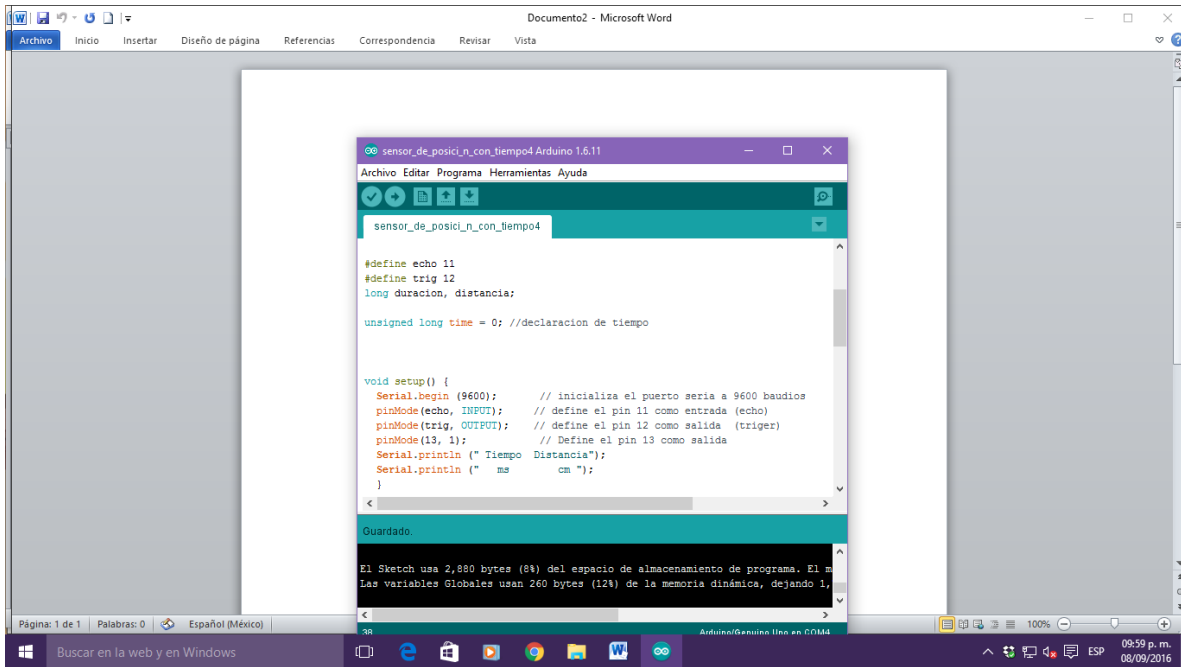 Documento2 - Microsoft Word
Archivo Inicio Insertar Diseño de página Referencias Correspondencia Revisar Vista
sensor_de_posici_n_con_tiempo4 Arduino 1.6.11
Archivo Editar Programa Herramientas Ayuda
sensor_de_posici_n_con_tiempo4
#define echo 11
#define trig 12
long duracion, distancia;
unsigned long time = 0; //declaracion de tiempo
void setup() {
Serial.begin (9600); // inicializa el puerto seria a 9600 baudios
pinMode(echo, INPUT); // define el pin 11 como entrada (echo)
pinMode(trig, OUTPUT); // define el pin 12 como salida (triger)
pinMode(13, 1); // Define el pin 13 como salida
Serial.println (" Tiempo Distancia");
Serial.println (" ms cm ");
}
Guardado.
El Sketch usa 2,880 bytes (8%) del espacio de almacenamiento de programa. El m
Las variables Globales usan 260 bytes (12%) de la memoria dinámica, dejando 1,
38 Arduino/Genuino Uno en COM4
Página: 1 de 1 Palabras: 0 Español (México) 100%
Buscar en la web y en Windows ESP 09:59 p. m.
08/09/2016